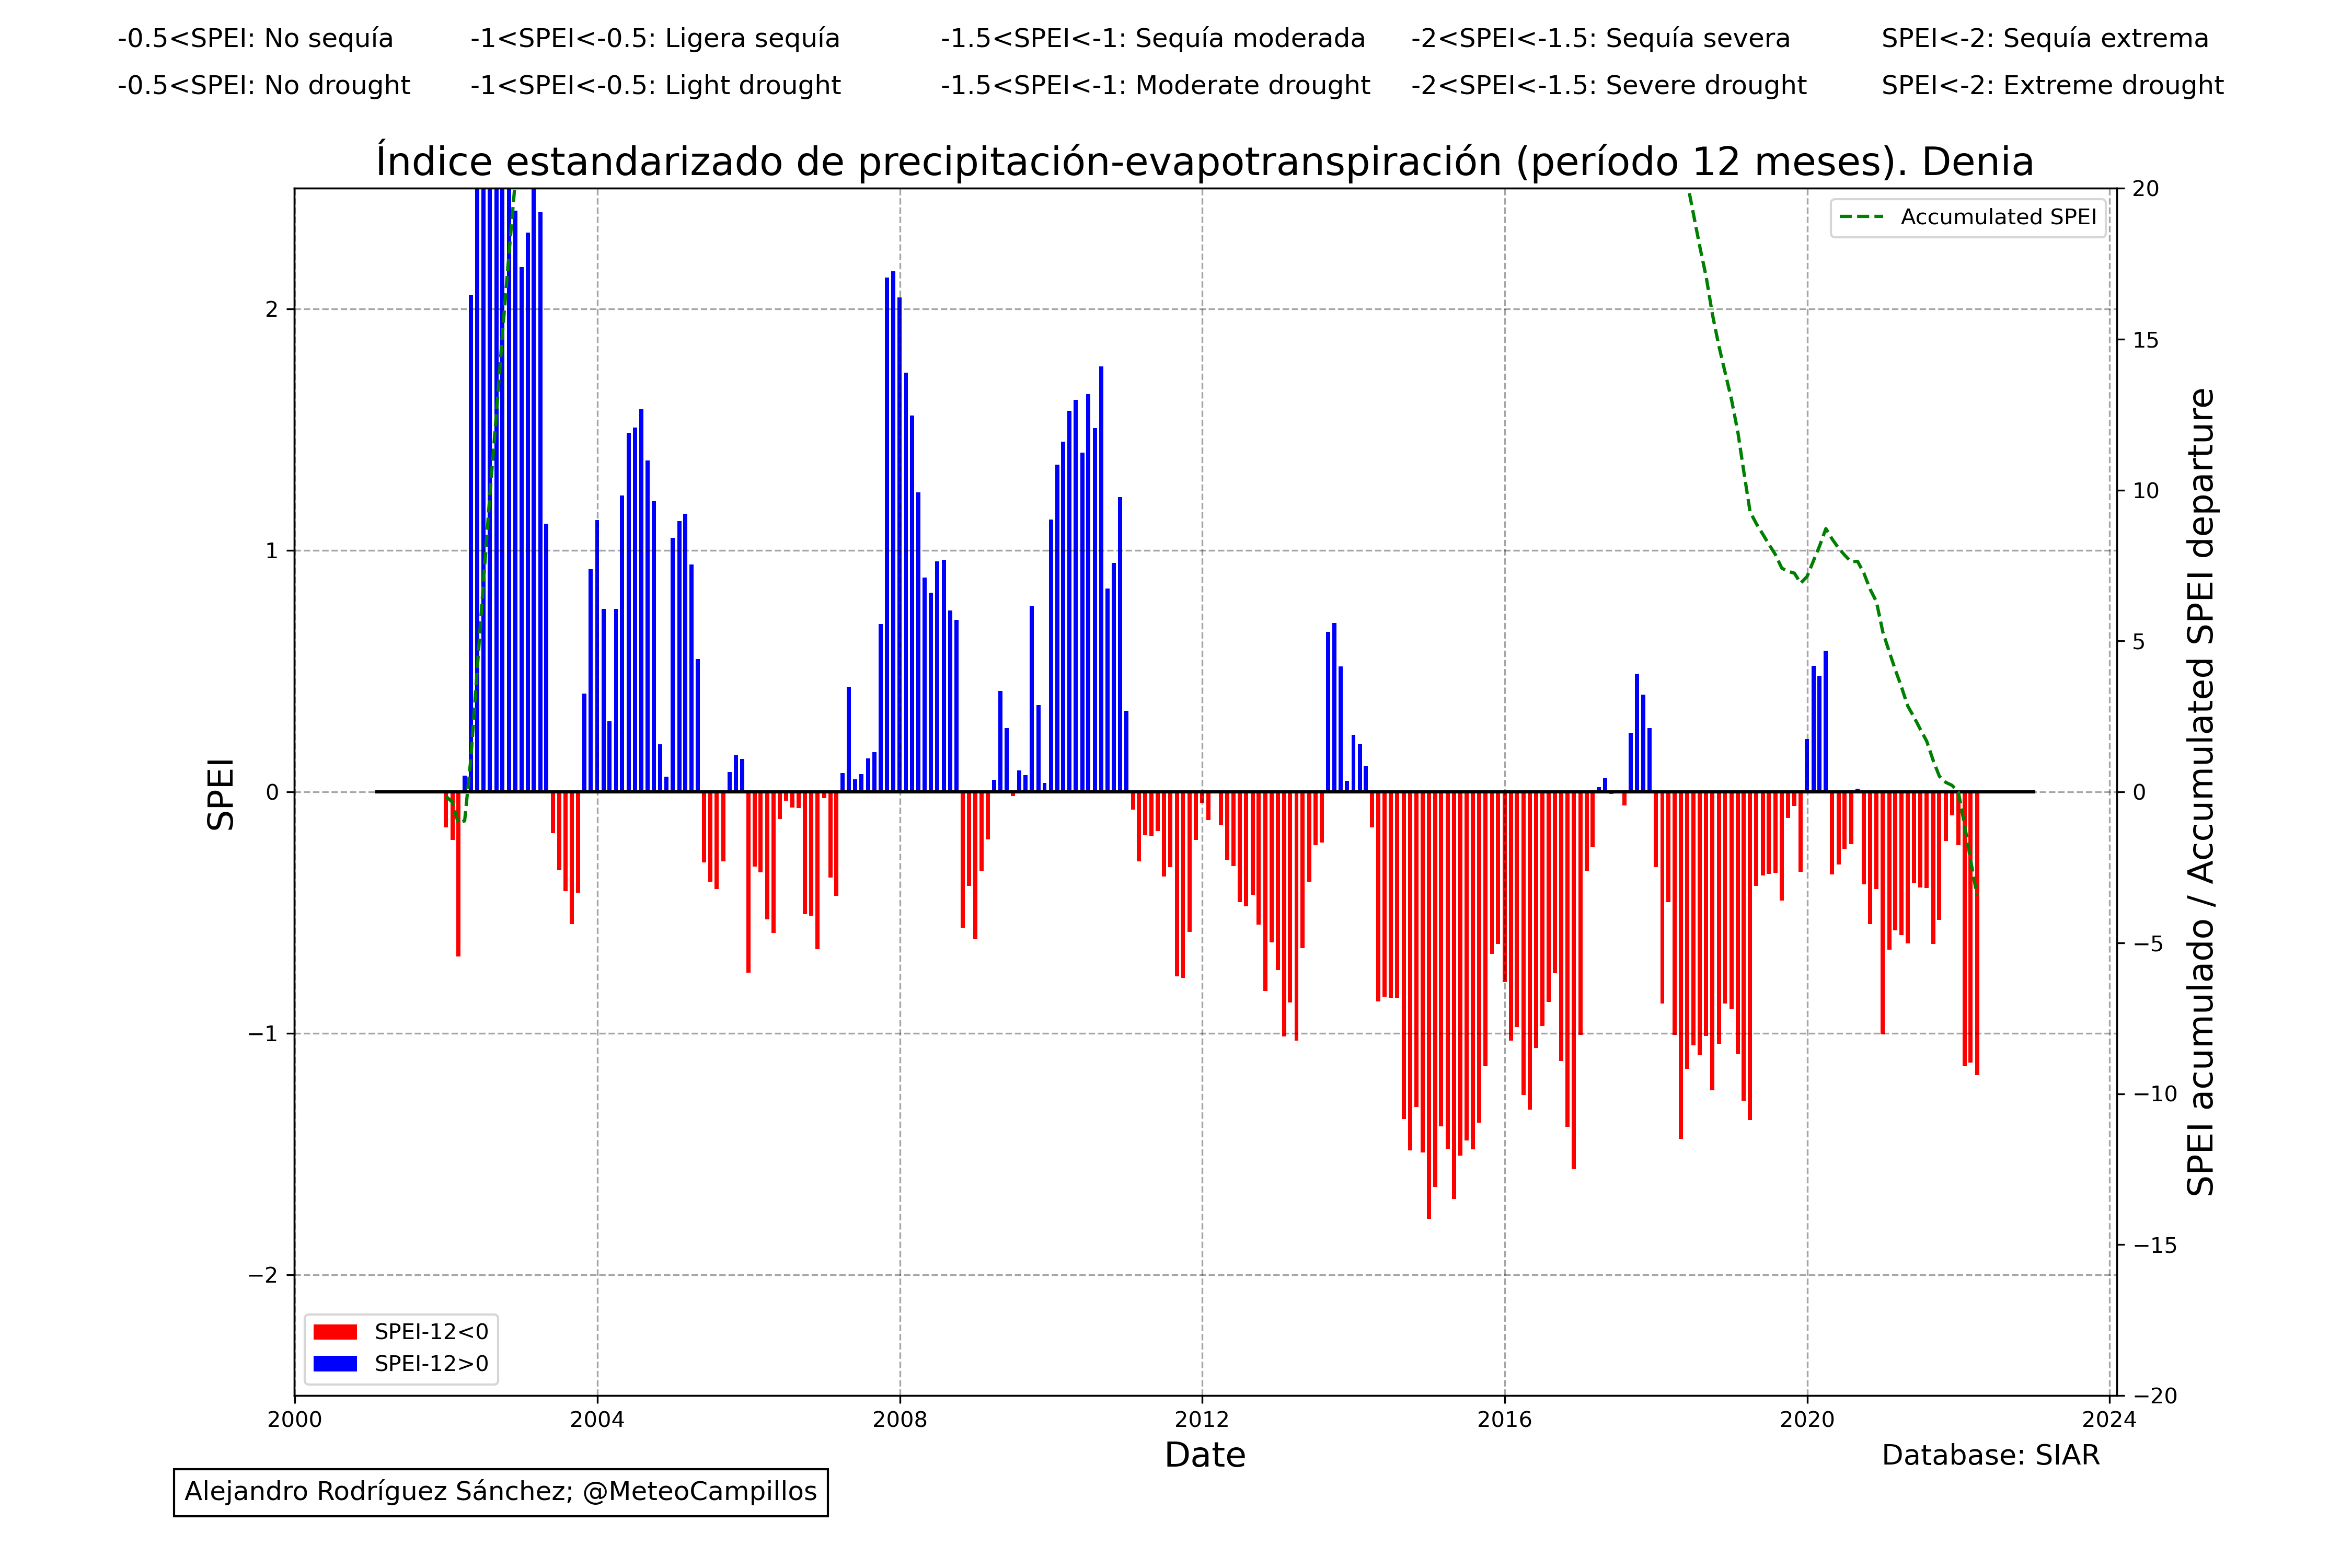 -0.5<SPEI: No sequía -1<SPEI<-0.5: Ligera sequía -1.5<SPEI<-1: Sequía moderada -2<SPEI<-1.5: Sequía severa SPEI<-2: Sequía extrema
-0.5<SPEI: No drought -1<SPEI<-0.5: Light drought -1.5<SPEI<-1: Moderate drought -2<SPEI<-1.5: Severe drought SPEI<-2: Extreme drought
Índice estandarizado de precipitación-evapotranspiración (período 12 meses). Denia
Accumulated SPEI
SPEI
2
1
0
−1
−2
20
15
10
5
0
−5
−10
−15
−20
SPEI acumulado / Accumulated SPEI departure
SPEI-12<0
SPEI-12>0
2000 2004 2008 2012 2016 2020 2024
Date
Database: SIAR
Alejandro Rodríguez Sánchez; @MeteoCampillos